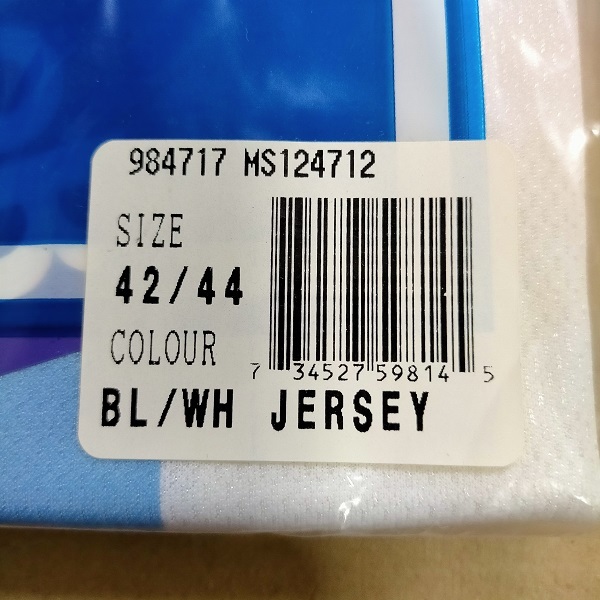 984717 MS124712
SIZE
42/44
COLOUR
7 34527 59814 5
BL/WH JERSEY